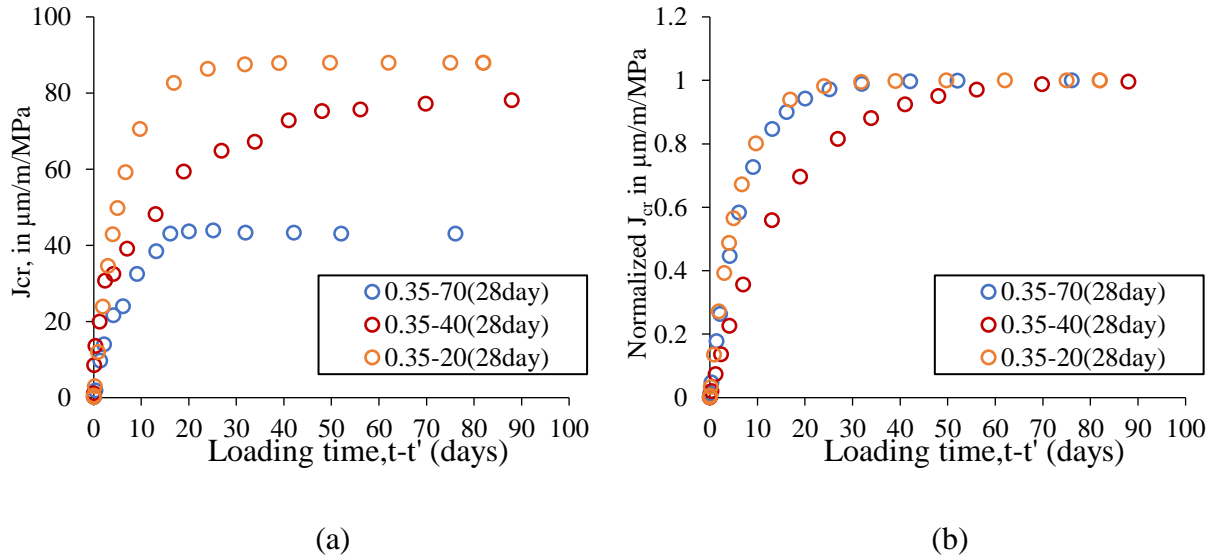 100
80
60
40
20
0
Jcr, in μm/m/MPa
0.35-70(28day)
0.35-40(28day)
0.35-20(28day)
0 10 20 30 40 50 60 70 80 90 100
Loading time,t-t' (days)
(a)
1.2
1
0.8
0.6
0.4
0.2
0
Normalized Jcr in μm/m/MPa
0.35-70(28day)
0.35-40(28day)
0.35-20(28day)
0 10 20 30 40 50 60 70 80 90 100
Loading time,t-t' (days)
(b)